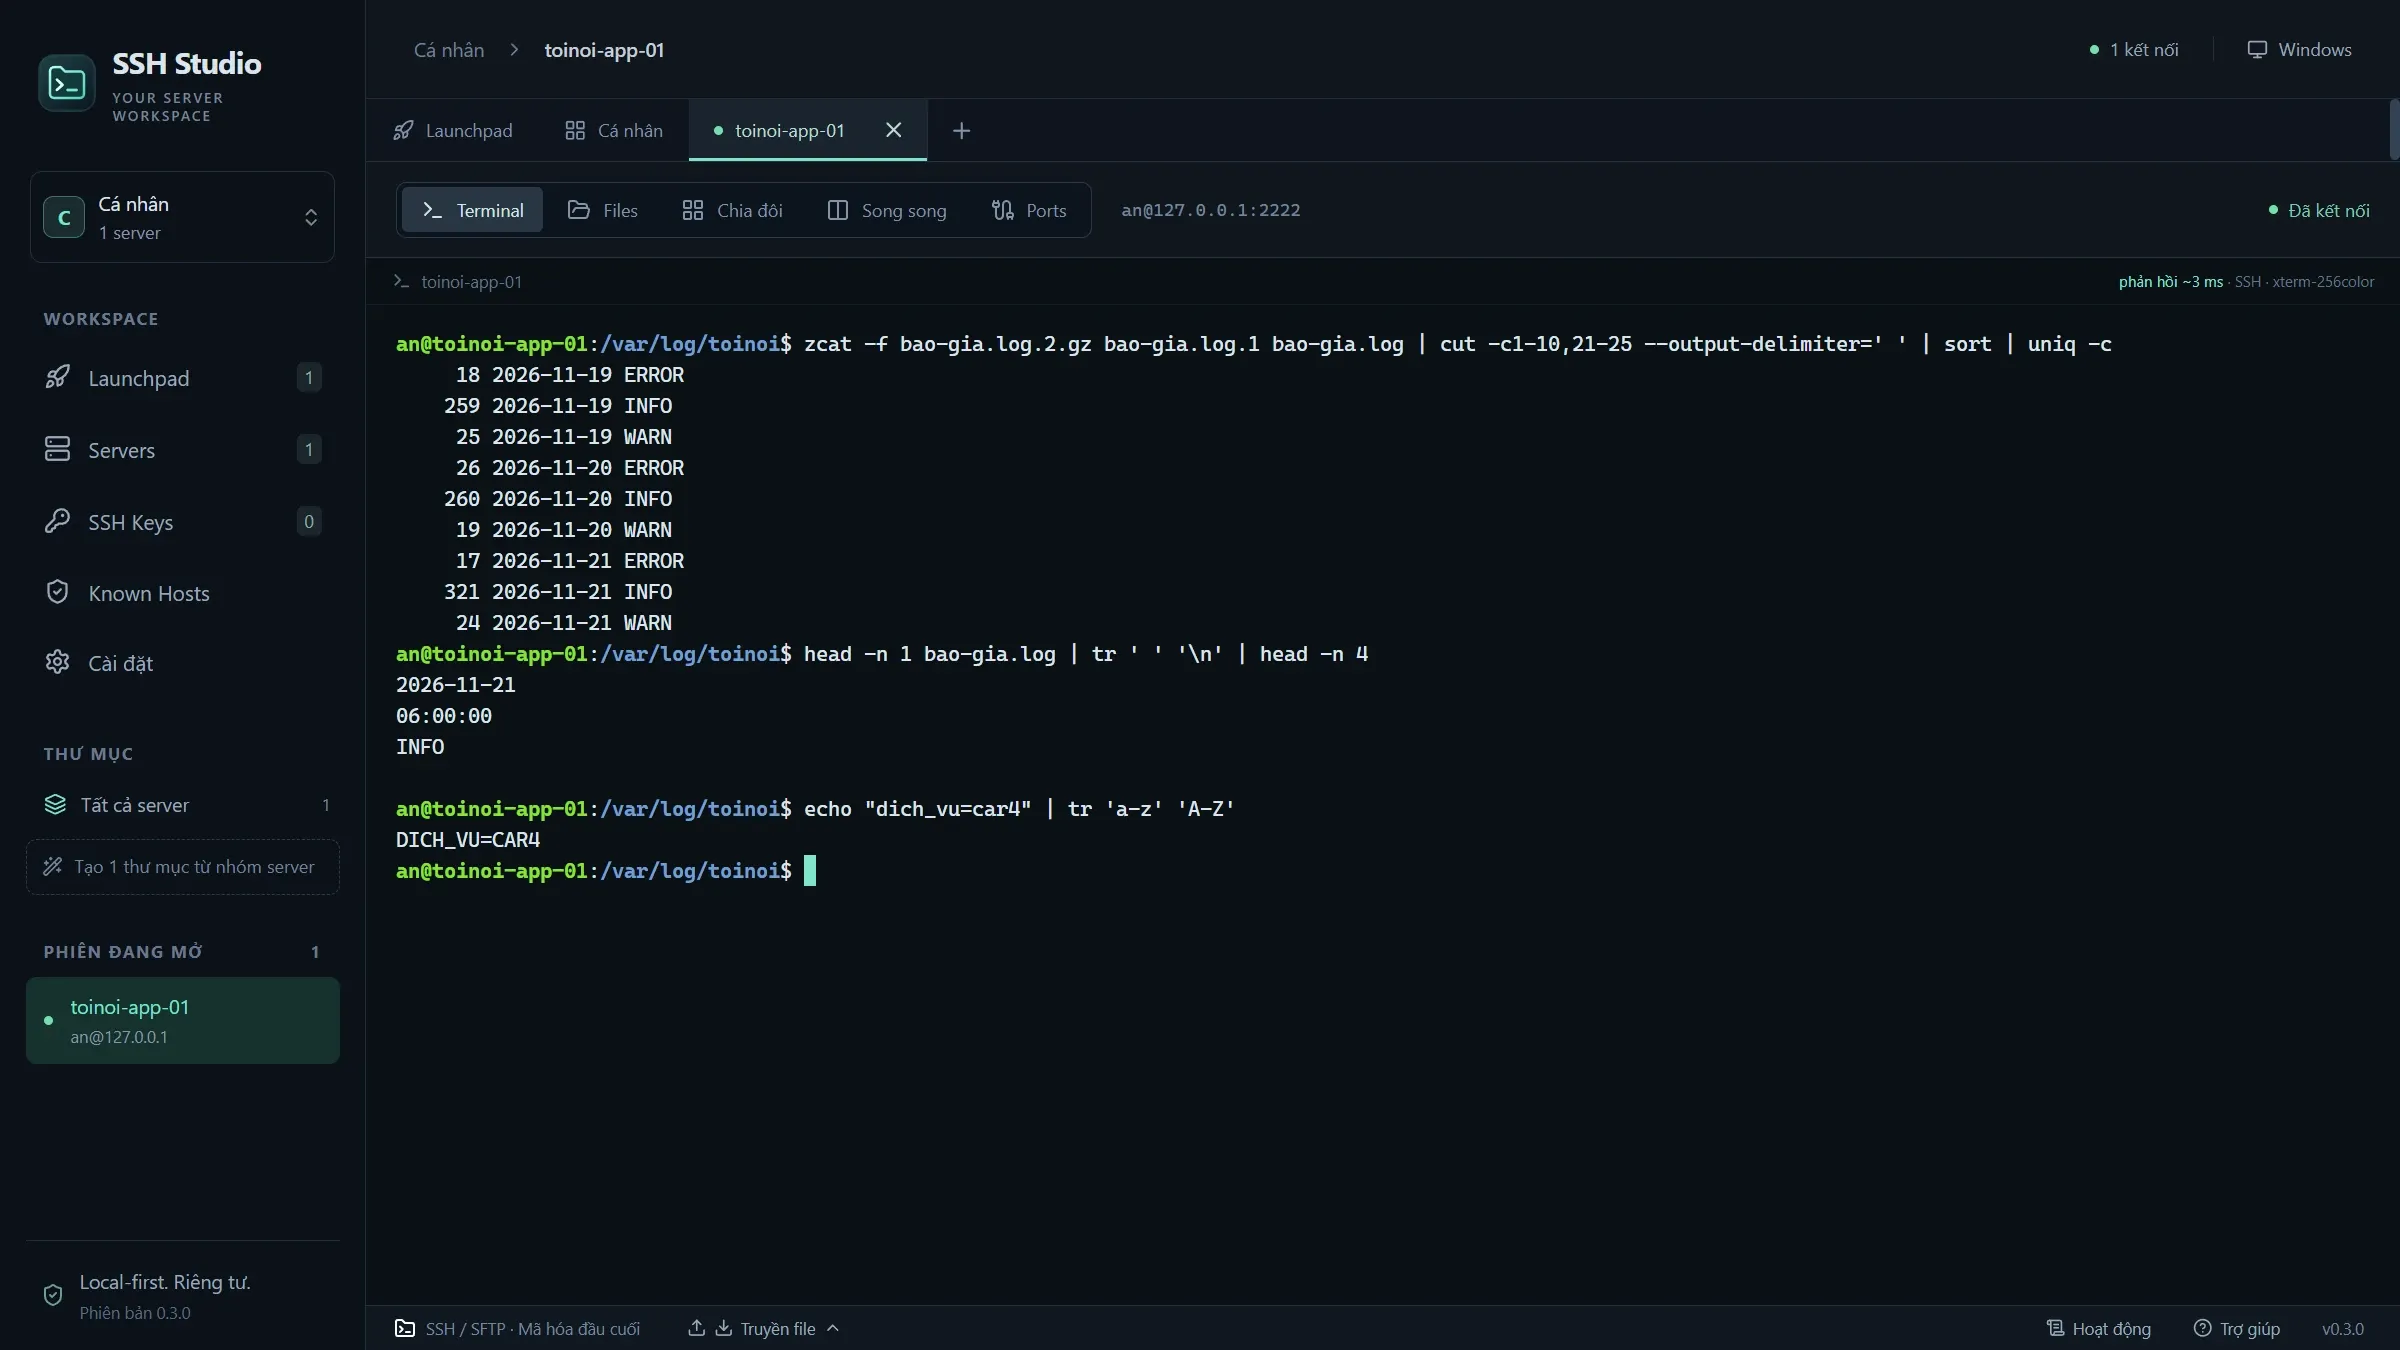 SSH Studio
YOUR SERVER
WORKSPACE
C
Cá nhân
1 server
WORKSPACE
Launchpad 1
Servers 1
SSH Keys 0
Known Hosts
Cài đặt
THƯ MỤC
Tất cả server 1
Tạo 1 thư mục từ nhóm server
PHIÊN ĐANG MỞ 1
toinoi-app-01
an@127.0.0.1
Local-first. Riêng tư.
Phiên bản 0.3.0
Cá nhân > toinoi-app-01
1 kết nối
Windows
Launchpad
Cá nhân
toinoi-app-01
Terminal
Files
Chia đôi
Song song
Ports
an@127.0.0.1:2222
Đã kết nối
toinoi-app-01
phản hồi ~3 ms · SSH · xterm-256color
an@toinoi-app-01:/var/log/toinoi$ zcat -f bao-gia.log.2.gz bao-gia.log.1 bao-gia.log | cut -c1-10,21-25 --output-delimiter=' ' | sort | uniq -c
18 2026-11-19 ERROR
259 2026-11-19 INFO
25 2026-11-19 WARN
26 2026-11-20 ERROR
260 2026-11-20 INFO
19 2026-11-20 WARN
17 2026-11-21 ERROR
321 2026-11-21 INFO
24 2026-11-21 WARN
an@toinoi-app-01:/var/log/toinoi$ head -n 1 bao-gia.log | tr ' ' '\n' | head -n 4
2026-11-21
06:00:00
INFO
an@toinoi-app-01:/var/log/toinoi$ echo "dich_vu=car4" | tr 'a-z' 'A-Z'
DICH_VU=CAR4
an@toinoi-app-01:/var/log/toinoi$
SSH / SFTP · Mã hóa đầu cuối
Truyền file
Hoạt động
Trợ giúp
v0.3.0